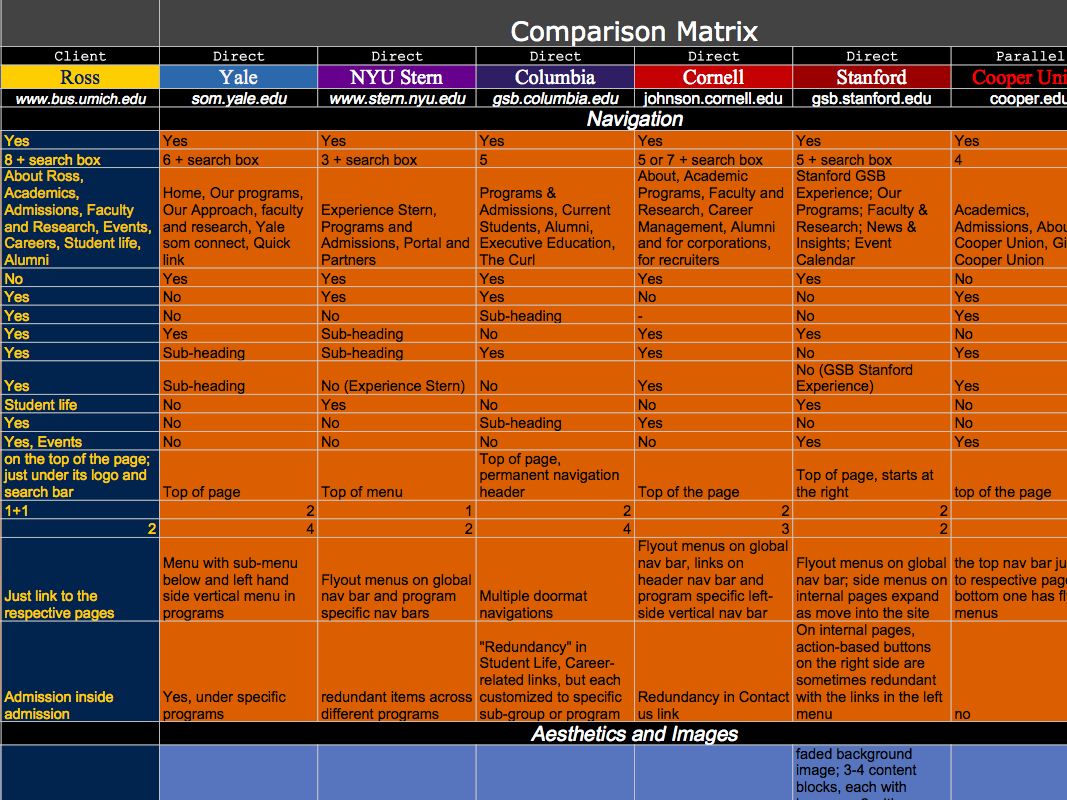 Comparison Matrix
Client Direct Direct Direct Direct Direct Parallel
Ross Yale NYU Stern Columbia Cornell Stanford Cooper Uni
www.bus.umich.edu som.yale.edu www.stern.nyu.edu gsb.columbia.edu johnson.cornell.edu gsb.stanford.edu cooper.edu
Navigation
Yes Yes Yes Yes Yes Yes Yes
8 + search box 6 + search box 3 + search box 5 5 or 7 + search box 5 + search box 4
About Ross,
Academics,
Admissions, Faculty
and Research, Events,
Careers, Student life,
Alumni
Home, Our programs,
Our Approach, faculty
and research, Yale
som connect, Quick
link
Experience Stern,
Programs and
Admissions, Portal and
Partners
Programs &
Admissions, Current
Students, Alumni,
Executive Education,
The Curl
About, Academic
Programs, Faculty and
Research, Career
Management, Alumni
and for corporations,
for recruiters
Stanford GSB
Experience; Our
Programs; Faculty &
Research; News &
Insights; Event
Calendar
Academics,
Admissions, Abou
Cooper Union, Gi
Cooper Union
No Yes Yes Yes Yes Yes No
Yes No Yes Yes No No Yes
Yes No No Sub-heading - No Yes
Yes Yes Sub-heading No Yes Yes No
Yes Sub-heading Sub-heading Yes Yes No Yes
Yes Sub-heading No (Experience Stern) No Yes
No (GSB Stanford
Experience)
Yes
Student life No Yes No No Yes No
Yes No No Sub-heading Yes No No
Yes, Events No No No No Yes Yes
on the top of the page;
just under its logo and
search bar
Top of page
Top of menu
Top of page,
permanent navigation
header
Top of the page
Top of page, starts at
the right
top of the page
1+1 2 1 2 2 2
2 4 2 4 3 2
Just link to the
respective pages
Menu with sub-menu
below and left hand
side vertical menu in
programs
Flyout menus on global
nav bar and program
specific nav bars
Multiple doormat
navigations
Flyout menus on global
nav bar, links on
header nav bar and
program specific left-
side vertical nav bar
Flyout menus on global
nav bar; side menus on
internal pages expand
as move into the site
the top nav bar ju
to respective page
bottom one has fl
menus
Admission inside
admission
Yes, under specific
programs
redundant items across
different programs
"Redundancy" in
Student Life, Career-
related links, but each
customized to specific
sub-group or program
Redundancy in Contact
us link
On internal pages,
action-based buttons
on the right side are
sometimes redundant
with the links in the left
menu
no
Aesthetics and Images
faded background
image; 3-4 content
blocks, each with